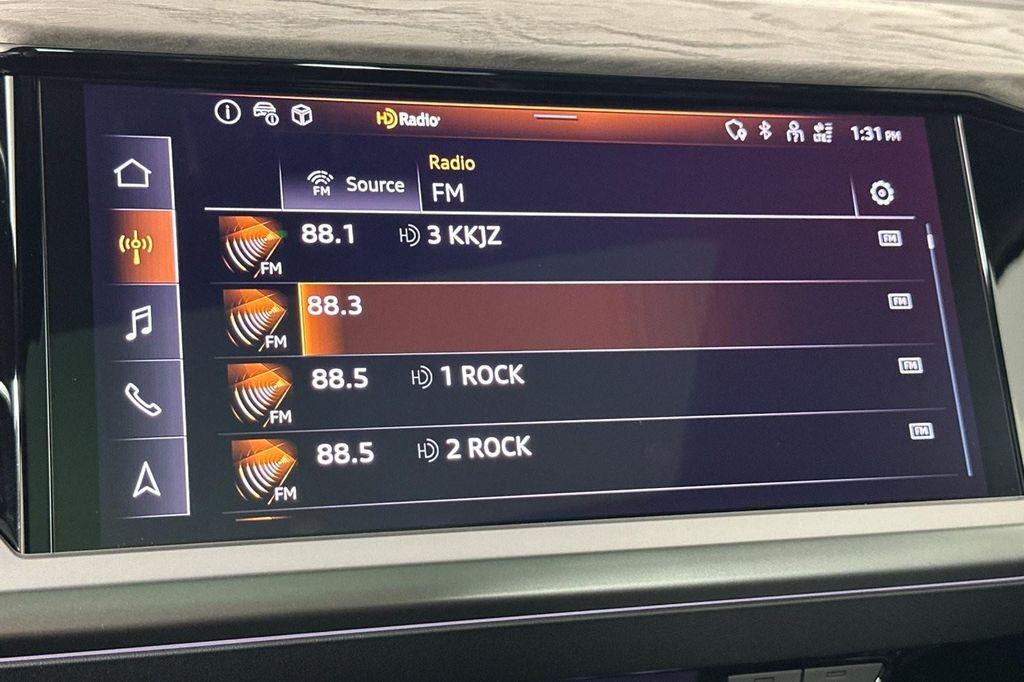 HD Radio
LTE
1:31 PM
FM
Source
Radio
FM
FM
88.1
HD 3 KKJZ
FM
FM
88.3
FM
FM
88.5
HD 1 ROCK
FM
FM
88.5
HD 2 ROCK
FM